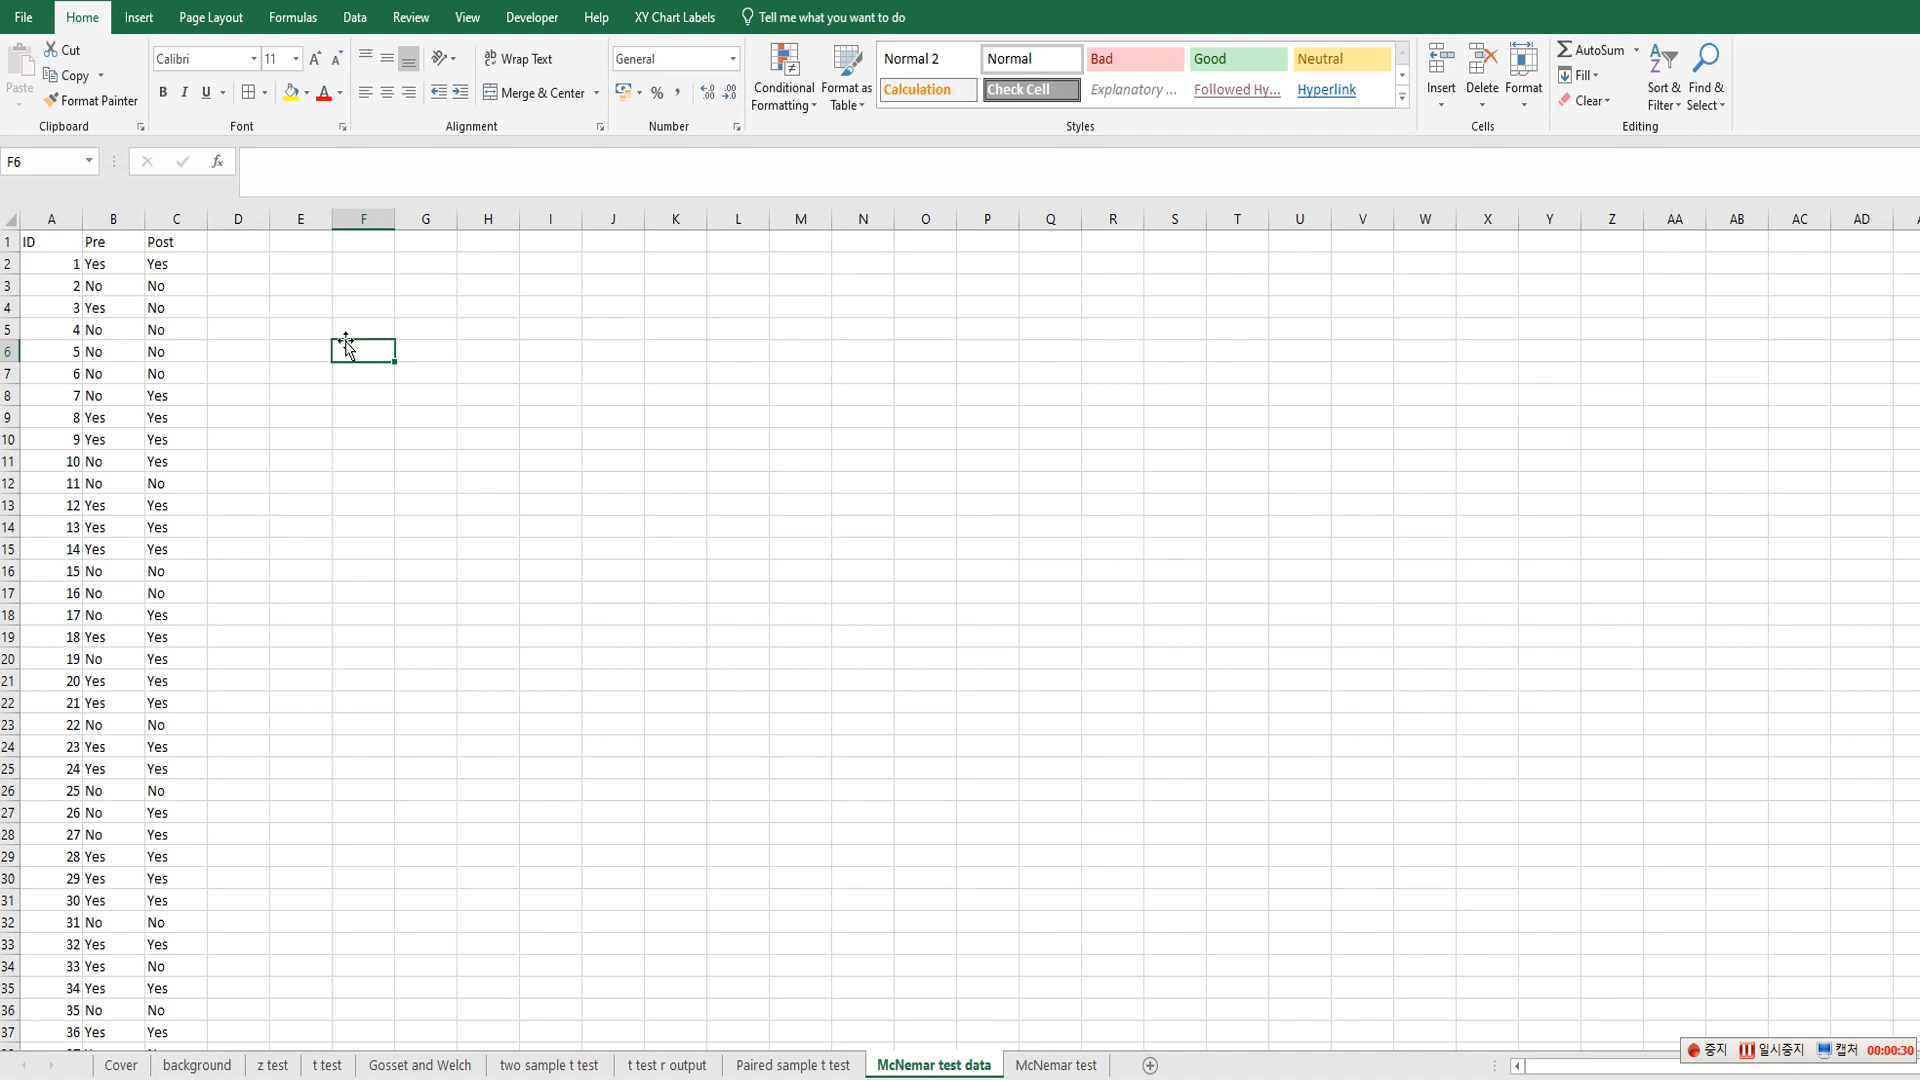 File Home Insert Page Layout Formulas Data Review View Developer Help XY Chart Labels Tell me what you want to do
Paste
Cut
Copy
Format Painter
Clipboard
Calibri 11
B I U A
Font
Wrap Text
Merge & Center
Alignment
General
%
Number
Conditional Formatting
Format as Table
Normal 2 Normal Bad Good Neutral
Calculation Check Cell Explanatory ... Followed Hy... Hyperlink
Styles
Insert Delete Format
Cells
AutoSum
Fill
Clear
Sort & Filter
Find & Select
Editing
F6 fx
A B C D E F G H I J K L M N O P Q R S T U V W X Y Z AA AB AC AD
1 ID Pre Post
2 1 Yes Yes
3 2 No No
4 3 Yes No
5 4 No No
6 5 No No
7 6 No No
8 7 No Yes
9 8 Yes Yes
10 9 Yes Yes
11 10 No Yes
12 11 No No
13 12 Yes Yes
14 13 Yes Yes
15 14 Yes Yes
16 15 No No
17 16 No No
18 17 No Yes
19 18 Yes Yes
20 19 No Yes
21 20 Yes Yes
22 21 Yes Yes
23 22 No No
24 23 Yes Yes
25 24 Yes Yes
26 25 No No
27 26 No Yes
28 27 No Yes
29 28 Yes Yes
30 29 Yes Yes
31 30 Yes Yes
32 31 No No
33 32 Yes Yes
34 33 Yes No
35 34 Yes Yes
36 35 No No
37 36 Yes Yes
Cover background z test t test Gosset and Welch two sample t test t test r output Paired sample t test McNemar test data McNemar test
중지 일시중지 캡처 00:00:30